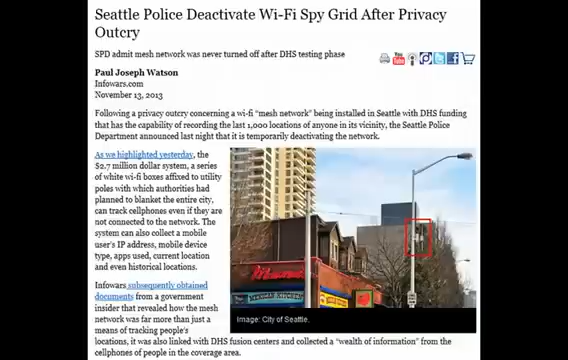 Seattle Police Deactivate Wi-Fi Spy Grid After Privacy
Outcry
SPD admit mesh network was never turned off after DHS testing phase
You
Tube
Paul Joseph Watson
Infowars.com
November 13, 2013
Following a privacy outcry concerning a wi-fi “mesh network” being installed in Seattle with DHS funding
that has the capability of recording the last 1,000 locations of anyone in its vicinity, the Seattle Police
Department announced last night that it is temporarily deactivating the network.
As we highlighted yesterday, the
$2.7 million dollar system, a series
of white wi-fi boxes affixed to utility
poles with which authorities had
planned to blanket the entire city,
can track cellphones even if they are
not connected to the network. The
system can also collect a mobile
user's IP address, mobile device
type, apps used, current location
and even historical locations.
Infowars subsequently obtained
documents from a government
insider that revealed how the mesh
network was far more than just a
means of tracking people's
locations, it was also linked with DHS fusion centers and collected a “wealth of information” from the
cellphones of people in the coverage area.
MEXICAN KITCHEN
Image: City of Seattle.